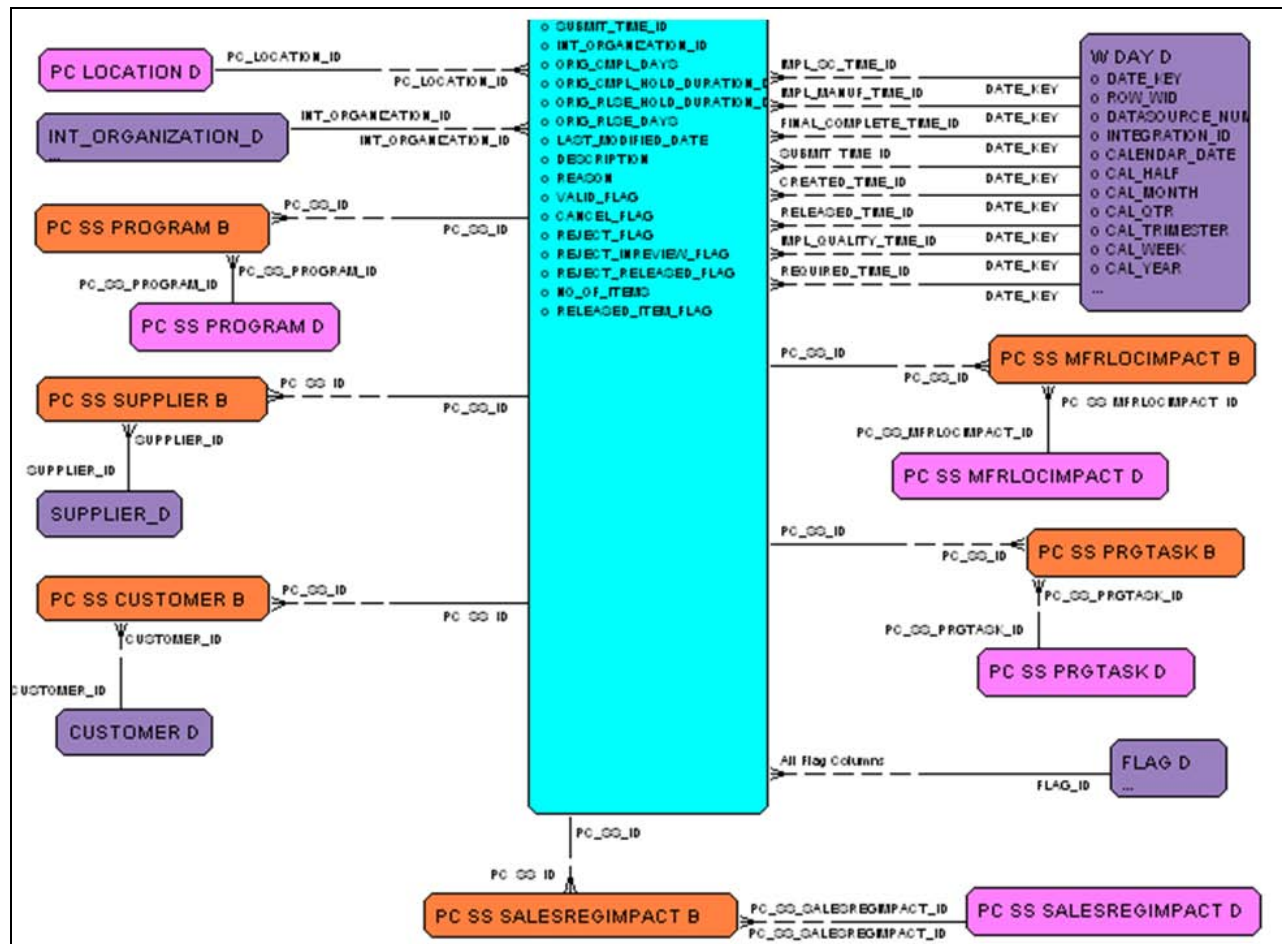 SUBMIT_TIME_ID
INT_ORGANIZATION_ID
ORIG_CMPL_DAYS
ORIG_CMPL_HOLD_DURATION_D
ORIG_RLSE_HOLD_DURATION_D
ORIG_RLSE_DAYS
LAST_MODIFIED_DATE
DESCRIPTION
REASON
VALID_FLAG
CANCEL_FLAG
REJECT_FLAG
REJECT_INREVIEW_FLAG
REJECT_RELEASED_FLAG
NO_OF_ITEMS
RELEASED_ITEM_FLAG
PC LOCATION D
PC_LOCATION_ID
PC_LOCATION_ID
INT_ORGANIZATION_D
...
INT_ORGANIZATION_ID
INT_ORGANIZATION_ID
PC SS PROGRAM B
PC_SS_ID
PC_SS_ID
PC_SS_PROGRAM_ID
PC_SS_PROGRAM_ID
PC SS PROGRAM D
PC SS SUPPLIER B
PC SS ID
PC_SS_ID
SUPPLIER_ID
SUPPLIER_ID
SUPPLIER_D
PC SS CUSTOMER B
PC_SS_ID
PC SS ID
CUSTOMER_ID
CUSTOMER_ID
CUSTOMER D
IMPL_SC_TIME_ID
DATE_KEY
IMPL_MANUF_TIME_ID
DATE_KEY
FINAL_COMPLETE_TIME_ID
DATE_KEY
SUBMIT TIME ID
DATE_KEY
CREATED_TIME_ID
DATE_KEY
RELEASED_TIME_ID
DATE_KEY
IMPL_QUALITY_TIME_ID
DATE_KEY
REQUIRED_TIME_ID
DATE_KEY
W DAY D
DATE_KEY
ROW_WID
DATASOURCE_NUM
INTEGRATION_ID
CALENDAR_DATE
CAL_HALF
CAL_MONTH
CAL_QTR
CAL_TRIMESTER
CAL_WEEK
CAL_YEAR
...
PC_SS_ID
PC_SS_ID
PC SS MFRLOCIMPACT B
PC SS MFRLOCIMPACT ID
PC_SS_MFRLOCIMPACT_ID
PC SS MFRLOCIMPACT D
PC_SS_ID
PC_SS_ID
PC SS PRGTASK B
PC_SS_PRGTASK_ID
PC_SS_PRGTASK_ID
PC SS PRGTASK D
All Flag Columns
FLAG_ID
FLAG D
...
PC_SS_ID
PC SS ID
PC SS SALESREGIMPACT B
PC_SS_SALESREGIMPACT_ID
PC_SS_SALESREGIMPACT_ID
PC SS SALESREGIMPACT D